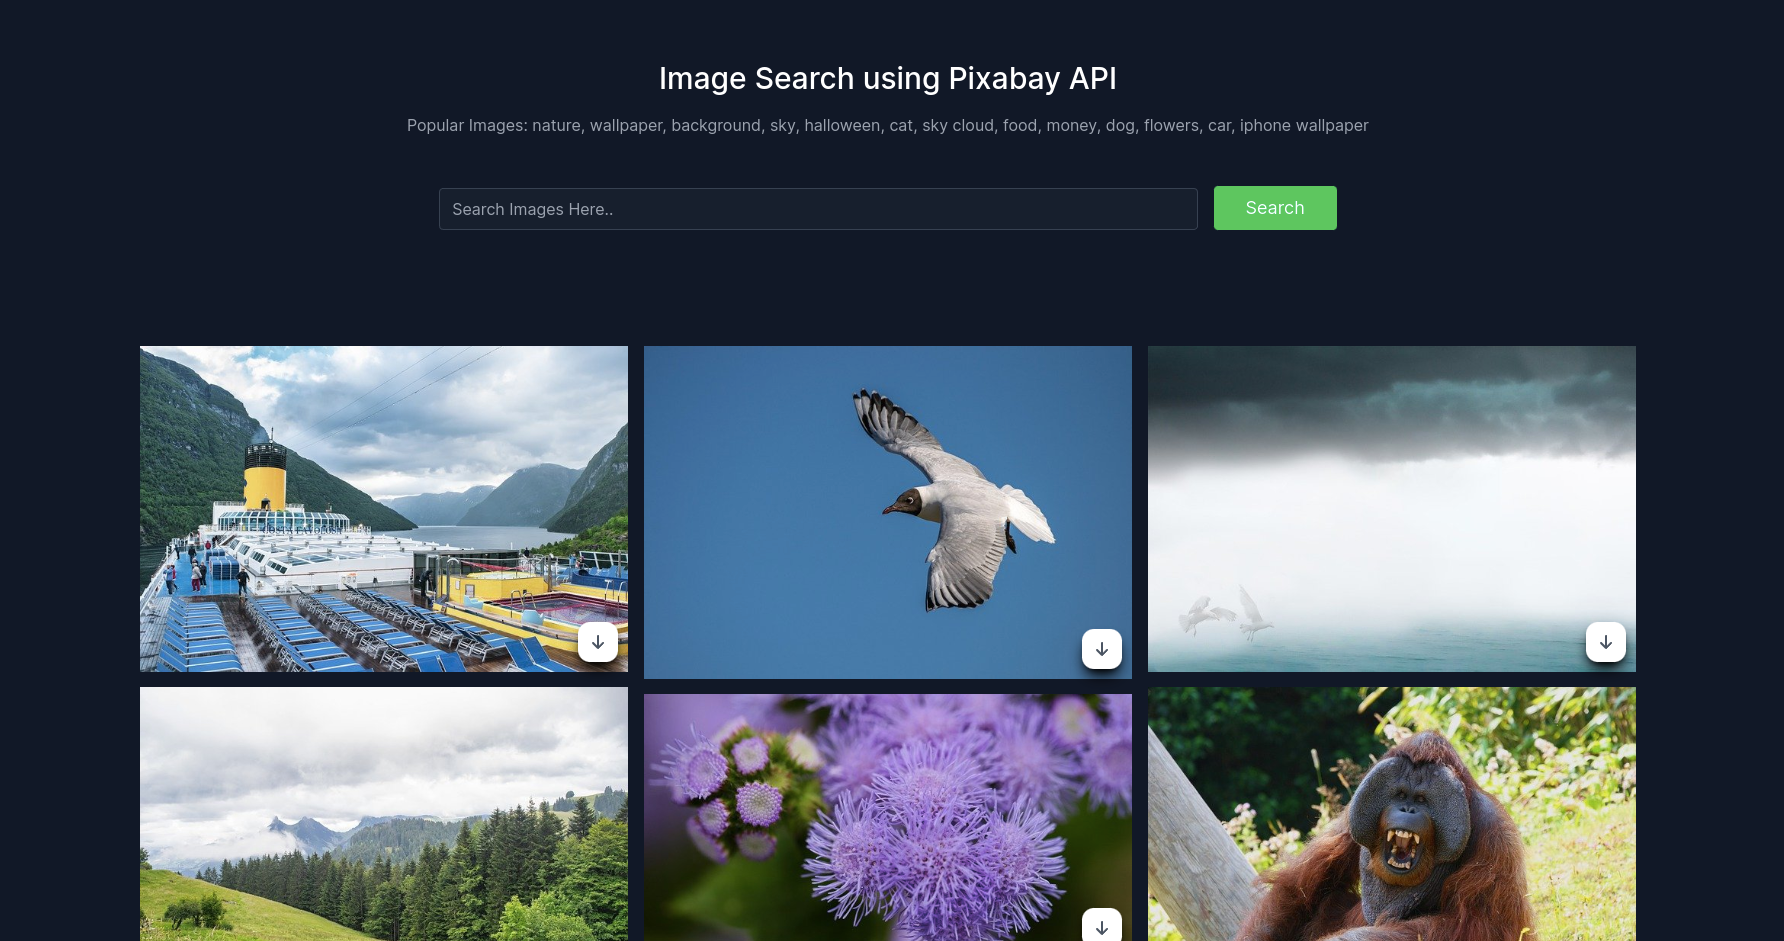 Image Search using Pixabay API
Popular Images: nature, wallpaper, background, sky, halloween, cat, sky cloud, food, money, dog, flowers, car, iphone wallpaper
Search Images Here..
Search